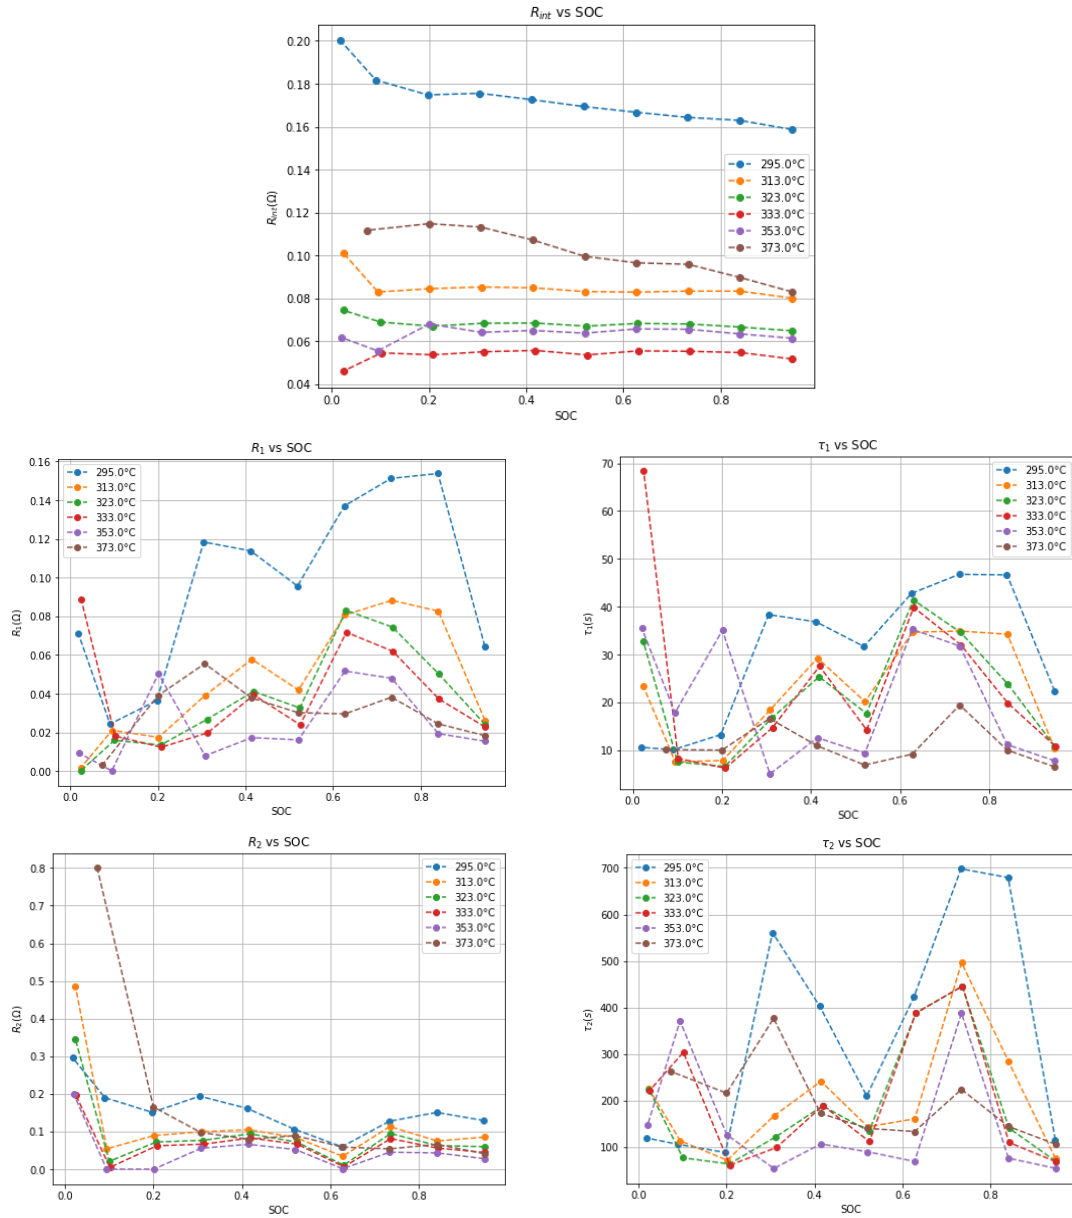 R_int vs SOC
0.20
0.18
0.16
0.14
0.12
0.10
0.08
0.06
0.04
R_int(Ω)
295.0°C
313.0°C
323.0°C
333.0°C
353.0°C
373.0°C
0.0 0.2 0.4 0.6 0.8
SOC
R_1 vs SOC
0.16
0.14
0.12
0.10
0.08
0.06
0.04
0.02
0.00
R_1(Ω)
295.0°C
313.0°C
323.0°C
333.0°C
353.0°C
373.0°C
0.0 0.2 0.4 0.6 0.8
SOC
τ_1 vs SOC
70
60
50
40
30
20
10
τ_1(s)
295.0°C
313.0°C
323.0°C
333.0°C
353.0°C
373.0°C
0.0 0.2 0.4 0.6 0.8
SOC
R_2 vs SOC
0.8
0.7
0.6
0.5
0.4
0.3
0.2
0.1
0.0
R_2(Ω)
295.0°C
313.0°C
323.0°C
333.0°C
353.0°C
373.0°C
0.0 0.2 0.4 0.6 0.8
SOC
τ_2 vs SOC
700
600
500
400
300
200
100
τ_2(s)
295.0°C
313.0°C
323.0°C
333.0°C
353.0°C
373.0°C
0.0 0.2 0.4 0.6 0.8
SOC